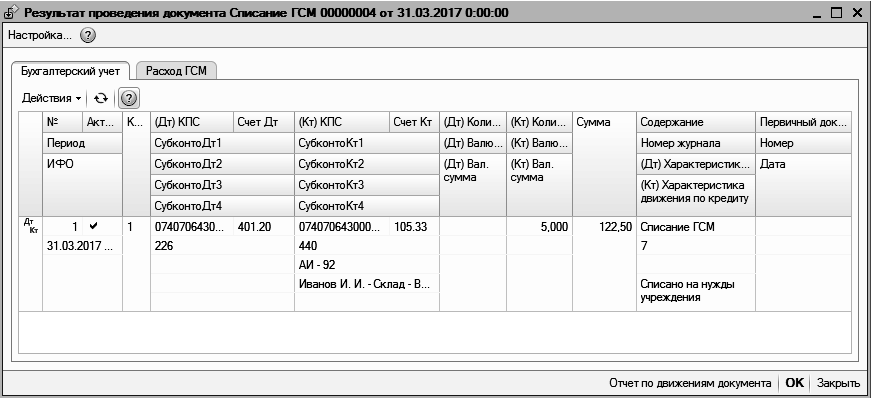 Результат проведения документа Списание ГСМ 00000004 от 31.03.2017 0:00:00
Настройка... ?
Бухгалтерский учет Расход ГСМ
Действия ?
№ Акт... К... (Дт) КПС Счет Дт (Кт) КПС Счет Кт (Дт) Коли... (Кт) Коли... Сумма Содержание Первичный док...
Период СубконтоДт1 СубконтоКт1 (Дт) Валю... (Кт) Валю... Номер журнала Номер
ИФО СубконтоДт2 СубконтоКт2 (Дт) Вал. сумма (Кт) Вал. сумма (Дт) Характеристик... Дата
СубконтоДт3 СубконтоКт3 (Кт) Характеристика
СубконтоДт4 СубконтоКт4 движения по кредиту
Дт Кт 1 1 0740706430... 401.20 07407064З000... 105.33 5,000 122,50 Списание ГСМ
31.03.2017 ... 226 440 7
АИ - 92
Иванов И. И. - Склад - В... Списано на нужды
учреждения
Отчет по движениям документа ОК Закрыть